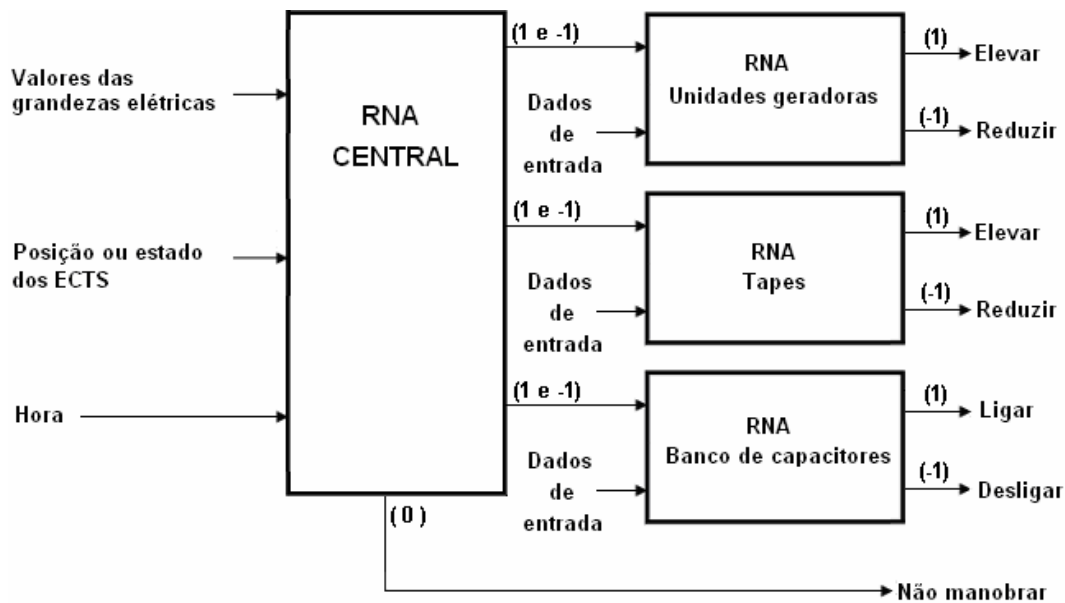 Valores das
grandezas elétricas
Posição ou estado
dos ECTS
Hora
RNA
CENTRAL
(0)
Não manobrar
(1 e -1)
Dados
de
entrada
RNA
Unidades geradoras
(1)
Elevar
(-1)
Reduzir
(1 e -1)
Dados
de
entrada
RNA
Tapes
(1)
Elevar
(-1)
Reduzir
(1 e -1)
Dados
de
entrada
RNA
Banco de capacitores
(1)
Ligar
(-1)
Desligar